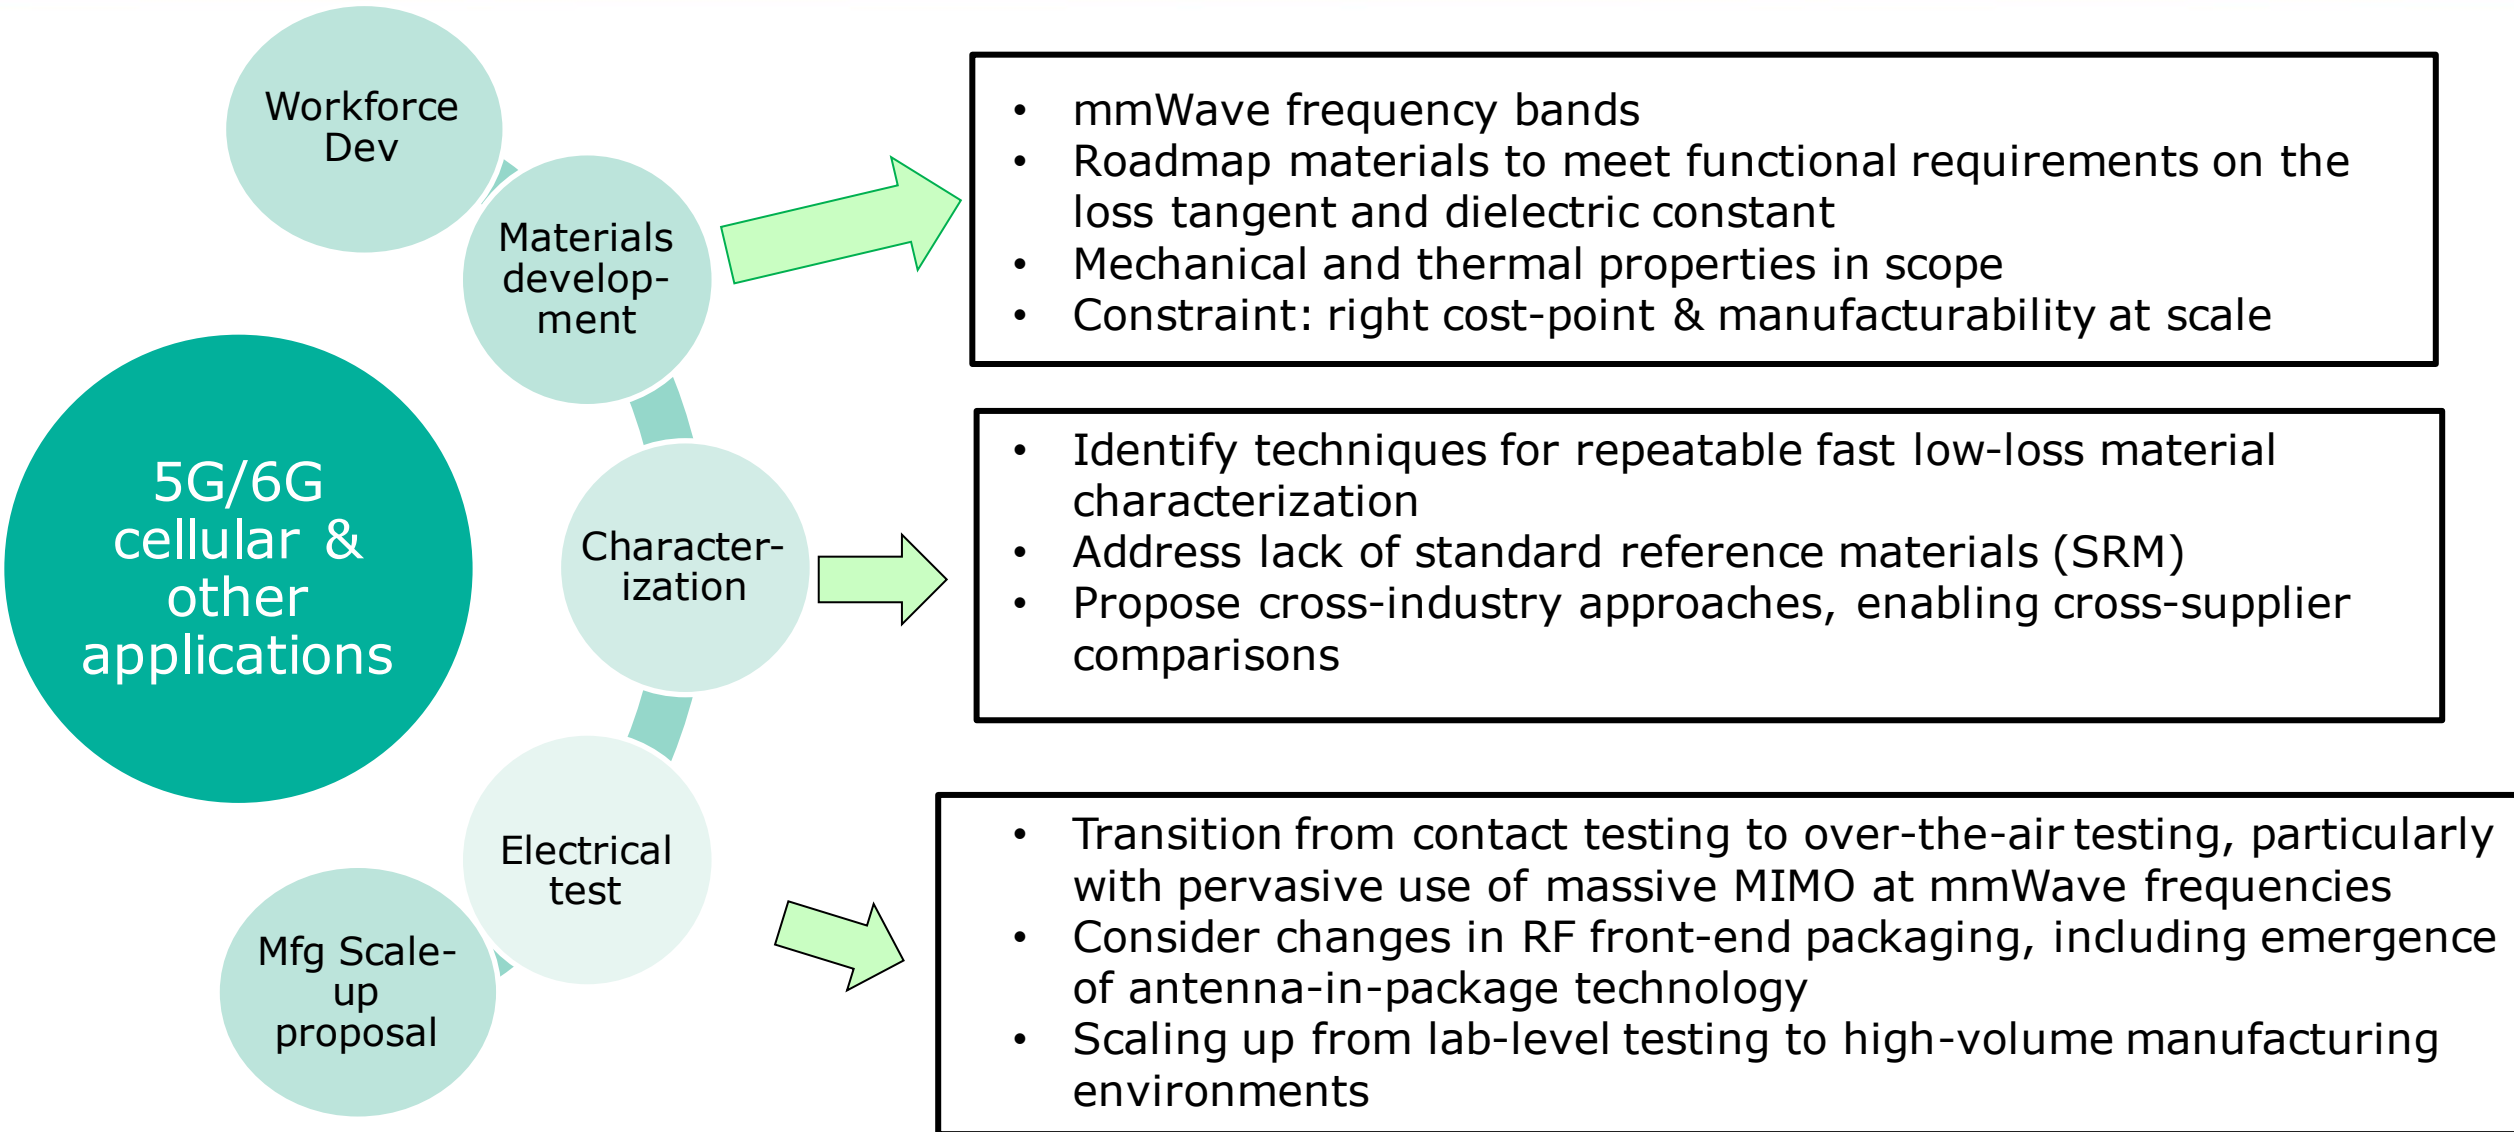 Workforce
Dev
Materials
develop-
ment
5G/6G
cellular &
other
applications
Character-
ization
Electrical
test
Mfg Scale-
up
proposal
• mmWave frequency bands
• Roadmap materials to meet functional requirements on the
loss tangent and dielectric constant
• Mechanical and thermal properties in scope
• Constraint: right cost-point & manufacturability at scale
• Identify techniques for repeatable fast low-loss material
characterization
• Address lack of standard reference materials (SRM)
• Propose cross-industry approaches, enabling cross-supplier
comparisons
• Transition from contact testing to over-the-air testing, particularly
with pervasive use of massive MIMO at mmWave frequencies
• Consider changes in RF front-end packaging, including emergence
of antenna-in-package technology
• Scaling up from lab-level testing to high-volume manufacturing
environments